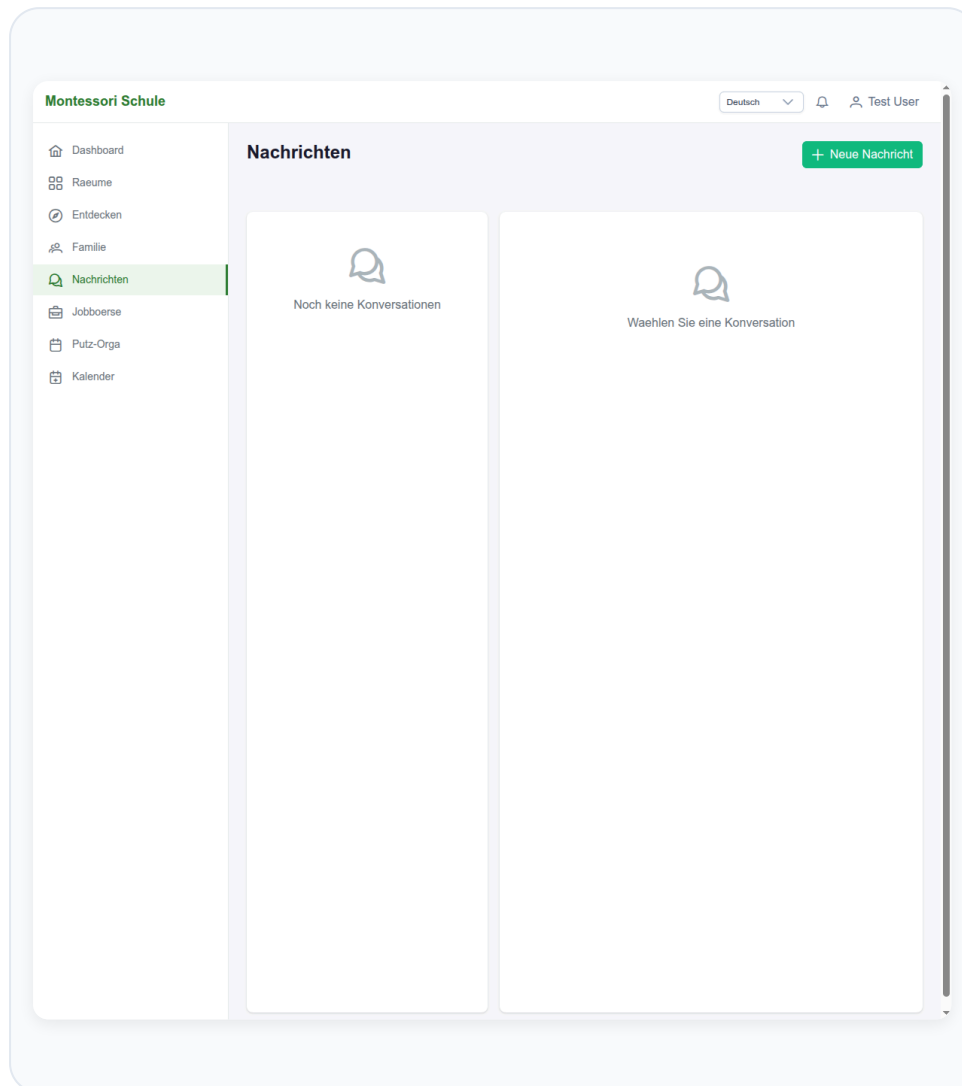 Montessori Schule
Deutsch
Test User
Dashboard
Raeume
Entdecken
Familie
Nachrichten
Jobboerse
Putz-Orga
Kalender
Nachrichten
Neue Nachricht
Noch keine Konversationen
Waehlen Sie eine Konversation